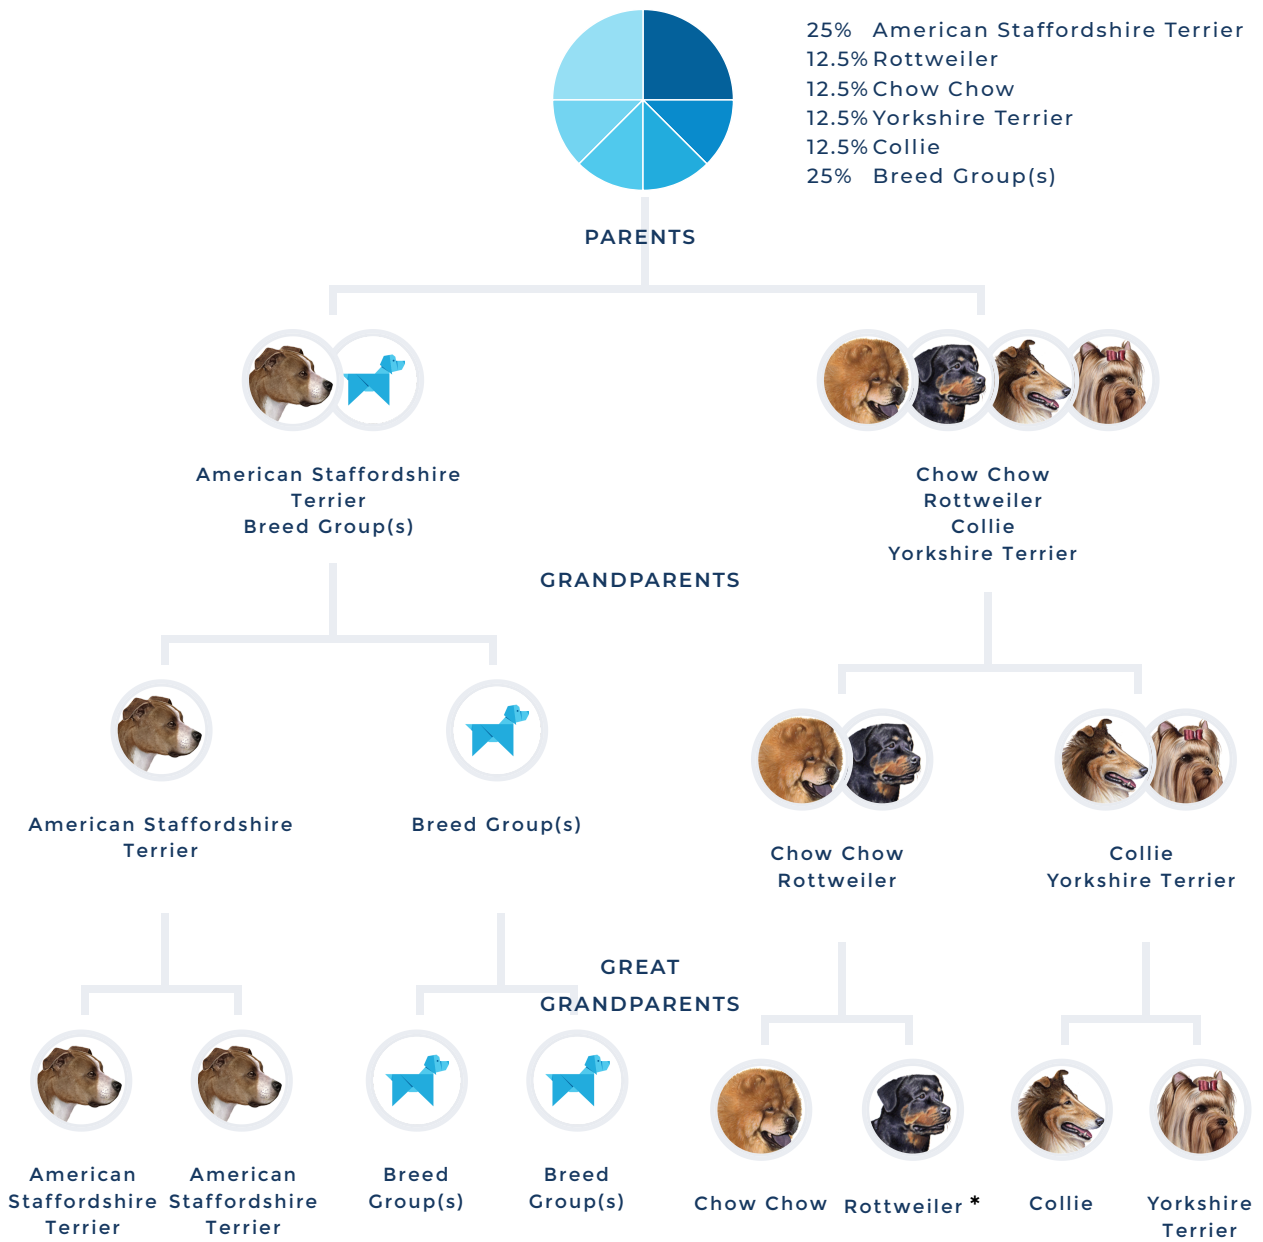 25% American Staffordshire Terrier
12.5% Rottweiler
12.5% Chow Chow
12.5% Yorkshire Terrier
12.5% Collie
25% Breed Group(s)
PARENTS
American Staffordshire
Terrier
Breed Group(s)
Chow Chow
Rottweiler
Collie
Yorkshire Terrier
GRANDPARENTS
American Staffordshire
Terrier
Breed Group(s)
Chow Chow
Rottweiler
Collie
Yorkshire Terrier
GREAT
GRANDPARENTS
American
Staffordshire
Terrier
American
Staffordshire
Terrier
Breed
Group(s)
Breed
Group(s)
Chow Chow
Rottweiler *
Collie
Yorkshire
Terrier